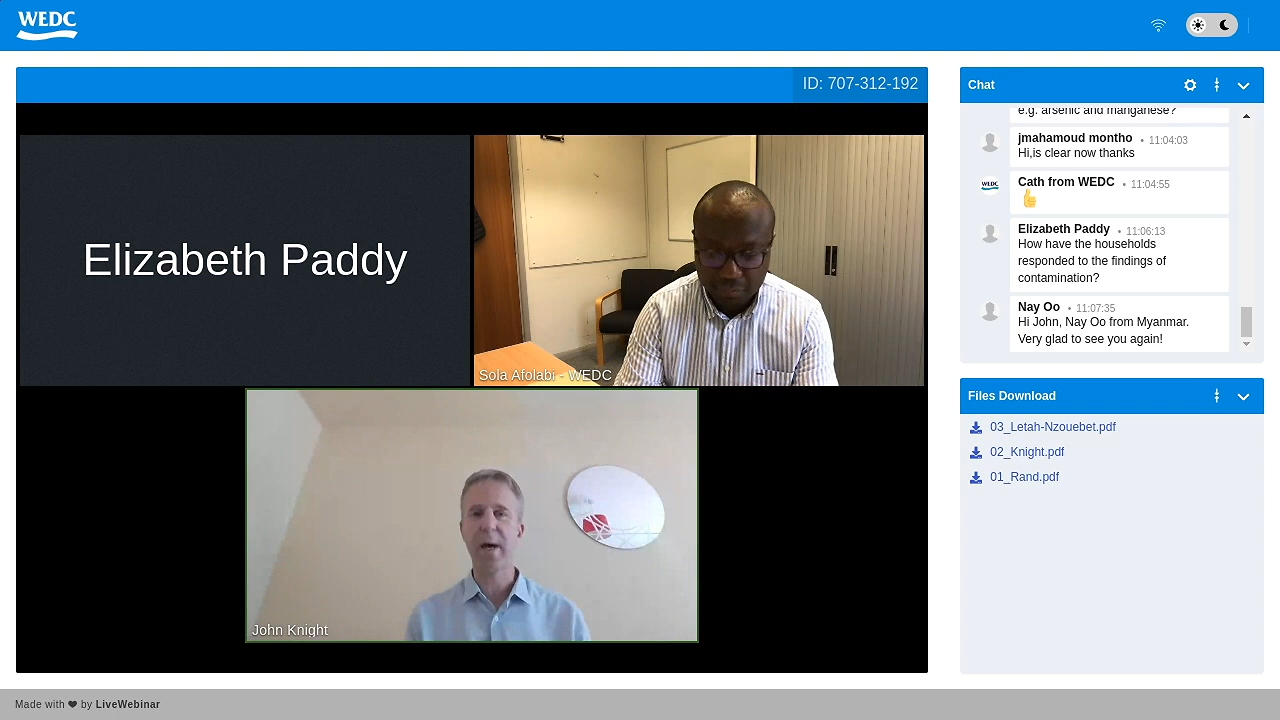 WEDC
ID: 707-312-192
Elizabeth Paddy
Sola Afolabi - WEDC
John Knight
Chat
e.g. arsenic and manganese?
jmahamoud montho • 11:04:03
Hi,is clear now thanks
WEDC
Cath from WEDC • 11:04:55
Elizabeth Paddy • 11:06:13
How have the households
responded to the findings of
contamination?
Nay Oo • 11:07:35
Hi John, Nay Oo from Myanmar.
Very glad to see you again!
Files Download
03_Letah-Nzouebet.pdf
02_Knight.pdf
01_Rand.pdf
Made with ❤ by LiveWebinar